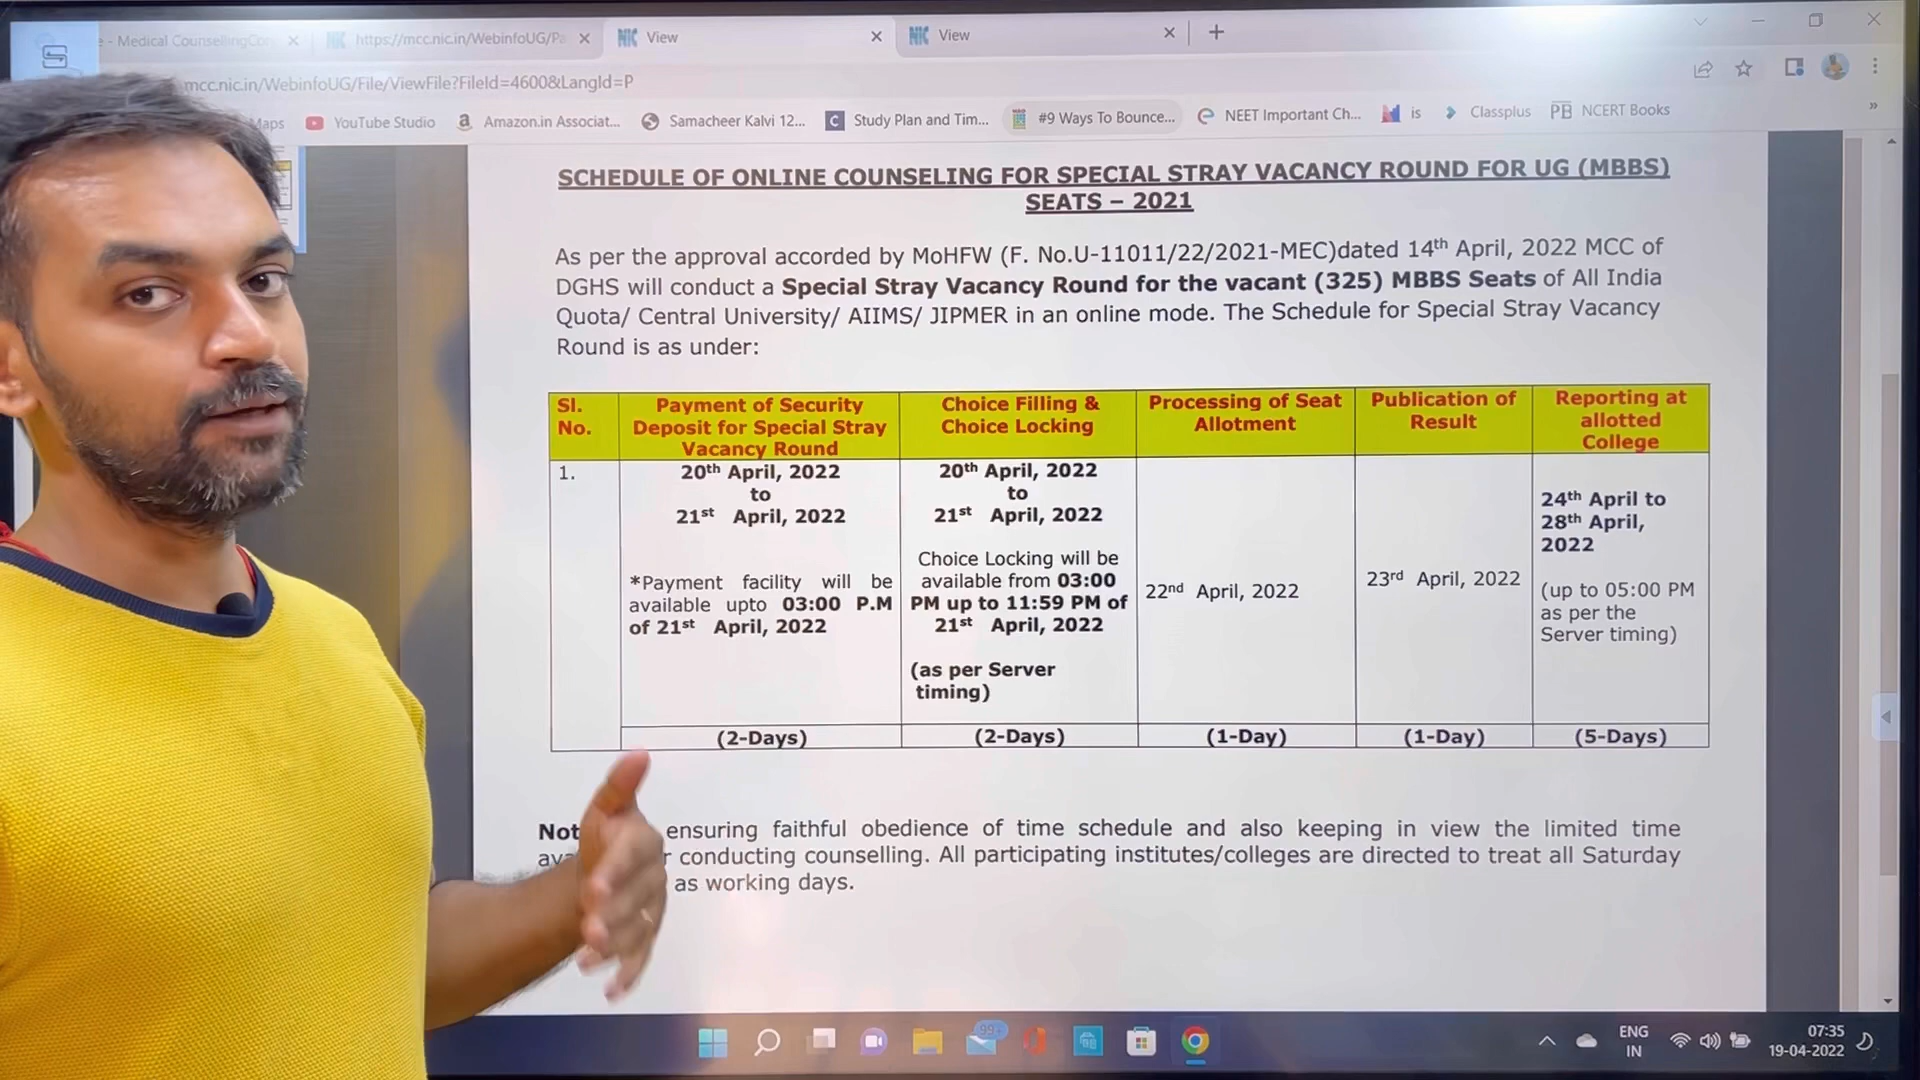 e - Medical CounsellingCo
https://mcc.nic.in/WebinfoUG/Pa
NIC View
NIC View
mcc.nic.in/WebinfoUG/File/ViewFile?FileId=4600&LangId=P
Maps
YouTube Studio
Amazon.in Associat...
Samacheer Kalvi 12...
C Study Plan and Tim...
#9 Ways To Bounce...
NEET Important Ch...
is
Classplus
PB NCERT Books
SCHEDULE OF ONLINE COUNSELING FOR SPECIAL STRAY VACANCY ROUND FOR UG (MBBS)
SEATS – 2021
As per the approval accorded by MoHFW (F. No.U-11011/22/2021-MEC)dated 14th April, 2022 MCC of
DGHS will conduct a Special Stray Vacancy Round for the vacant (325) MBBS Seats of All India
Quota/ Central University/ AIIMS/ JIPMER in an online mode. The Schedule for Special Stray Vacancy
Round is as under:
Sl.
No.
Payment of Security
Deposit for Special Stray
Vacancy Round
Choice Filling &
Choice Locking
Processing of Seat
Allotment
Publication of
Result
Reporting at
allotted
College
1.
20th April, 2022
to
21st April, 2022
*Payment facility will be
available upto 03:00 P.M
of 21st April, 2022
20th April, 2022
to
21st April, 2022
Choice Locking will be
available from 03:00
PM up to 11:59 PM of
21st April, 2022
(as per Server
timing)
22nd April, 2022
23rd April, 2022
24th April to
28th April,
2022
(up to 05:00 PM
as per the
Server timing)
(2-Days)
(2-Days)
(1-Day)
(1-Day)
(5-Days)
Not ensuring faithful obedience of time schedule and also keeping in view the limited time
ava r conducting counselling. All participating institutes/colleges are directed to treat all Saturday
as working days.
99+
ENG
IN
07:35
19-04-2022